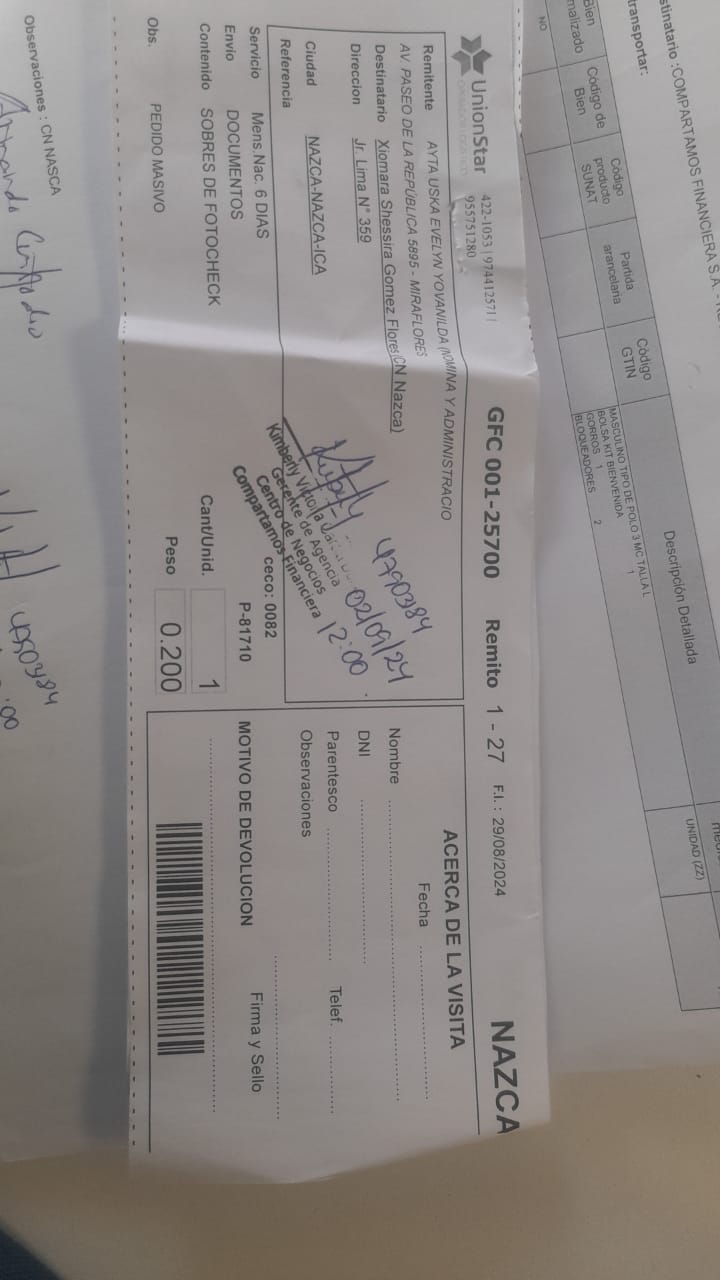 stinatario :COMPARTAMOS FINANCIERA S.A.
transportar:
Bien
malizado
Código de
Bien
Código
producto
SUNAT
Partida
arancelaria
Código
GTIN
Descripción Detallada
UNIDAD (ZZ)
NO
MASCULINO TIPO DE POLO 3 MC TALLA L 1
BOLSA KIT BIENVENIDA
GORROS 1
BLOQUEADORES 2
UnionStar
422-1053 | 974412571 |
955751280
GFC 001-25700 Remito 1 - 27 F.I.: 29/08/2024 NAZCA
Remitente AYTA USKA EVELYN YOVANILDA (NOMINA Y ADMINISTRACIO
AV. PASEO DE LA REPÚBLICA 5895 - MIRAFLORES
Destinatario Xiomara Shessira Gomez Flores(CN Nazca)
Direccion Jr. Lima N° 359
Ciudad NAZCA-NAZCA-ICA
Referencia
4790384
02/09/24
12:00
Kimberly Victoria
Gerente de Agencia
Centro de Negocios
Compartamos Financiera
Servicio Mens.Nac. 6 DIAS
ceco: 0082
Envio DOCUMENTOS
P-81710
Contenido SOBRES DE FOTOCHECK
Cant/Unid. 1
Obs. PEDIDO MASIVO
Peso 0.200
ACERCA DE LA VISITA
Fecha
Nombre
DNI
Parentesco
Telef.
Observaciones
MOTIVO DE DEVOLUCION
Firma y Sello
Observaciones : CN NASCA